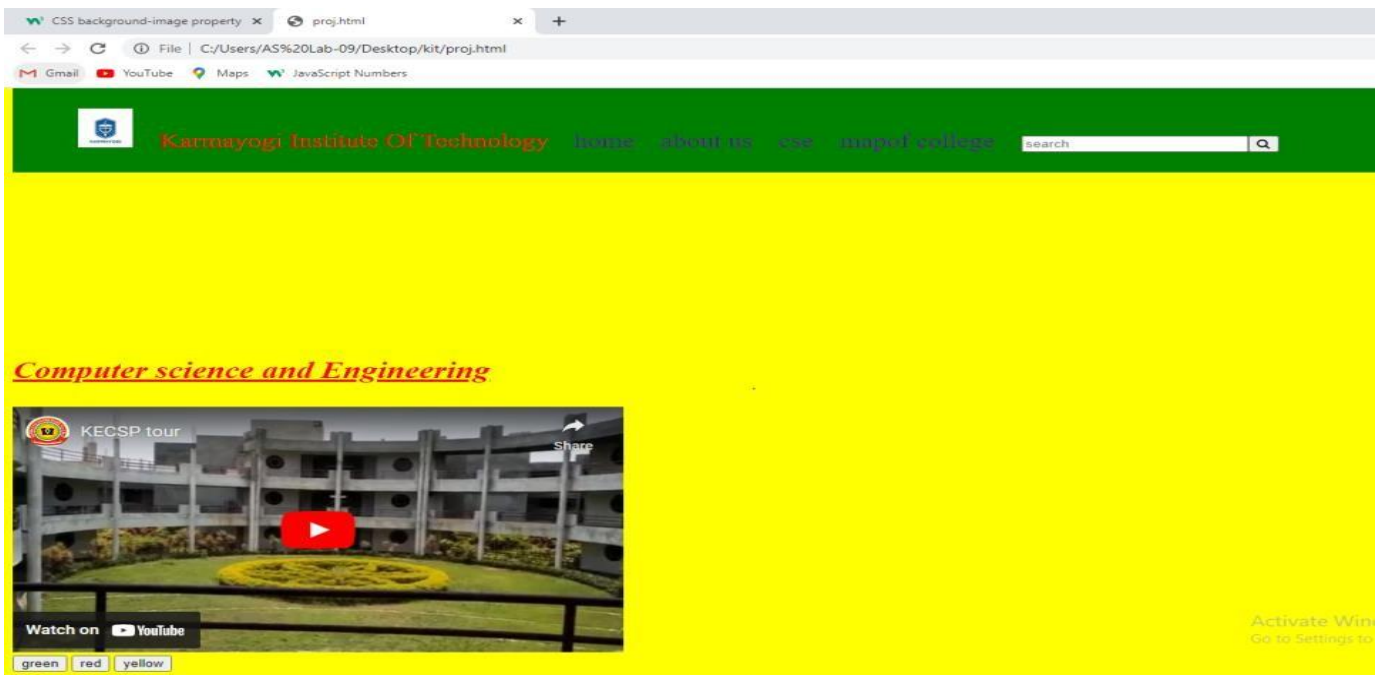 CSS background-image property proj.html
File C:/Users/AS%20Lab-09/Desktop/kit/proj.html
Gmail YouTube Maps JavaScript Numbers
Karmayogi Institute Of Technology home about us cse mapof college search
Computer science and Engineering
KECSP tour
Share
Watch on YouTube
Activate Win
Go to Settings to
green red yellow